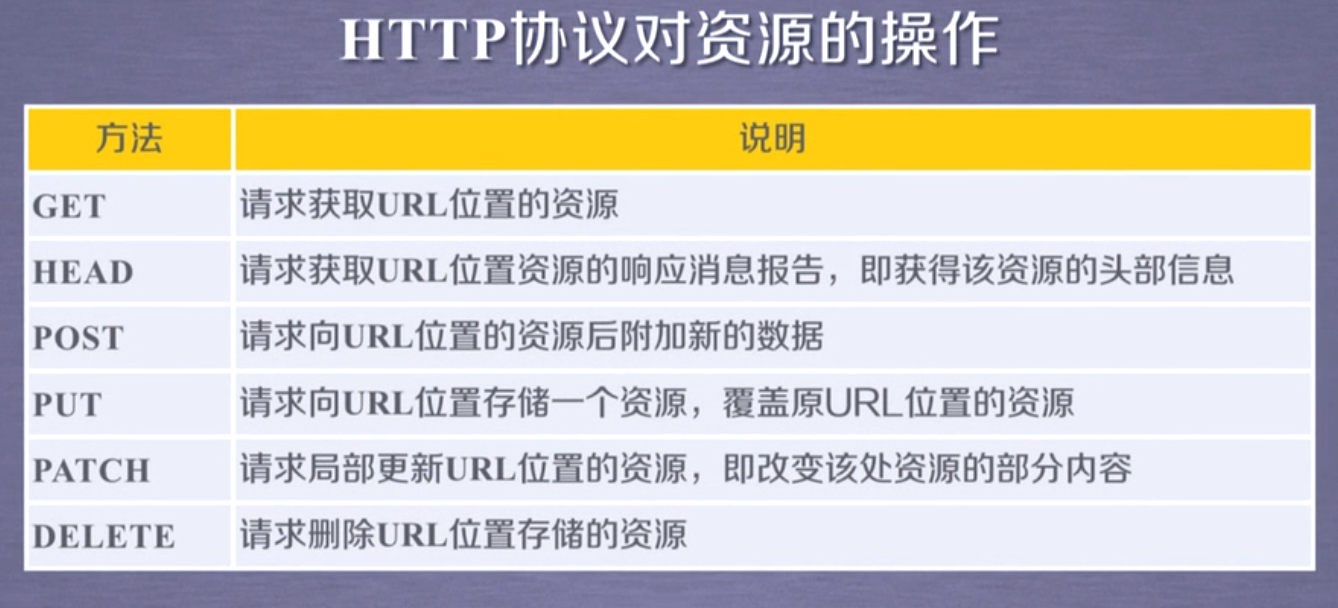 HTTP协议对资源的操作
方法 说明
GET 请求获取URL位置的资源
HEAD 请求获取URL位置资源的响应消息报告，即获得该资源的头部信息
POST 请求向URL位置的资源后附加新的数据
PUT 请求向URL位置存储一个资源，覆盖原URL位置的资源
PATCH 请求局部更新URL位置的资源，即改变该处资源的部分内容
DELETE 请求删除URL位置存储的资源